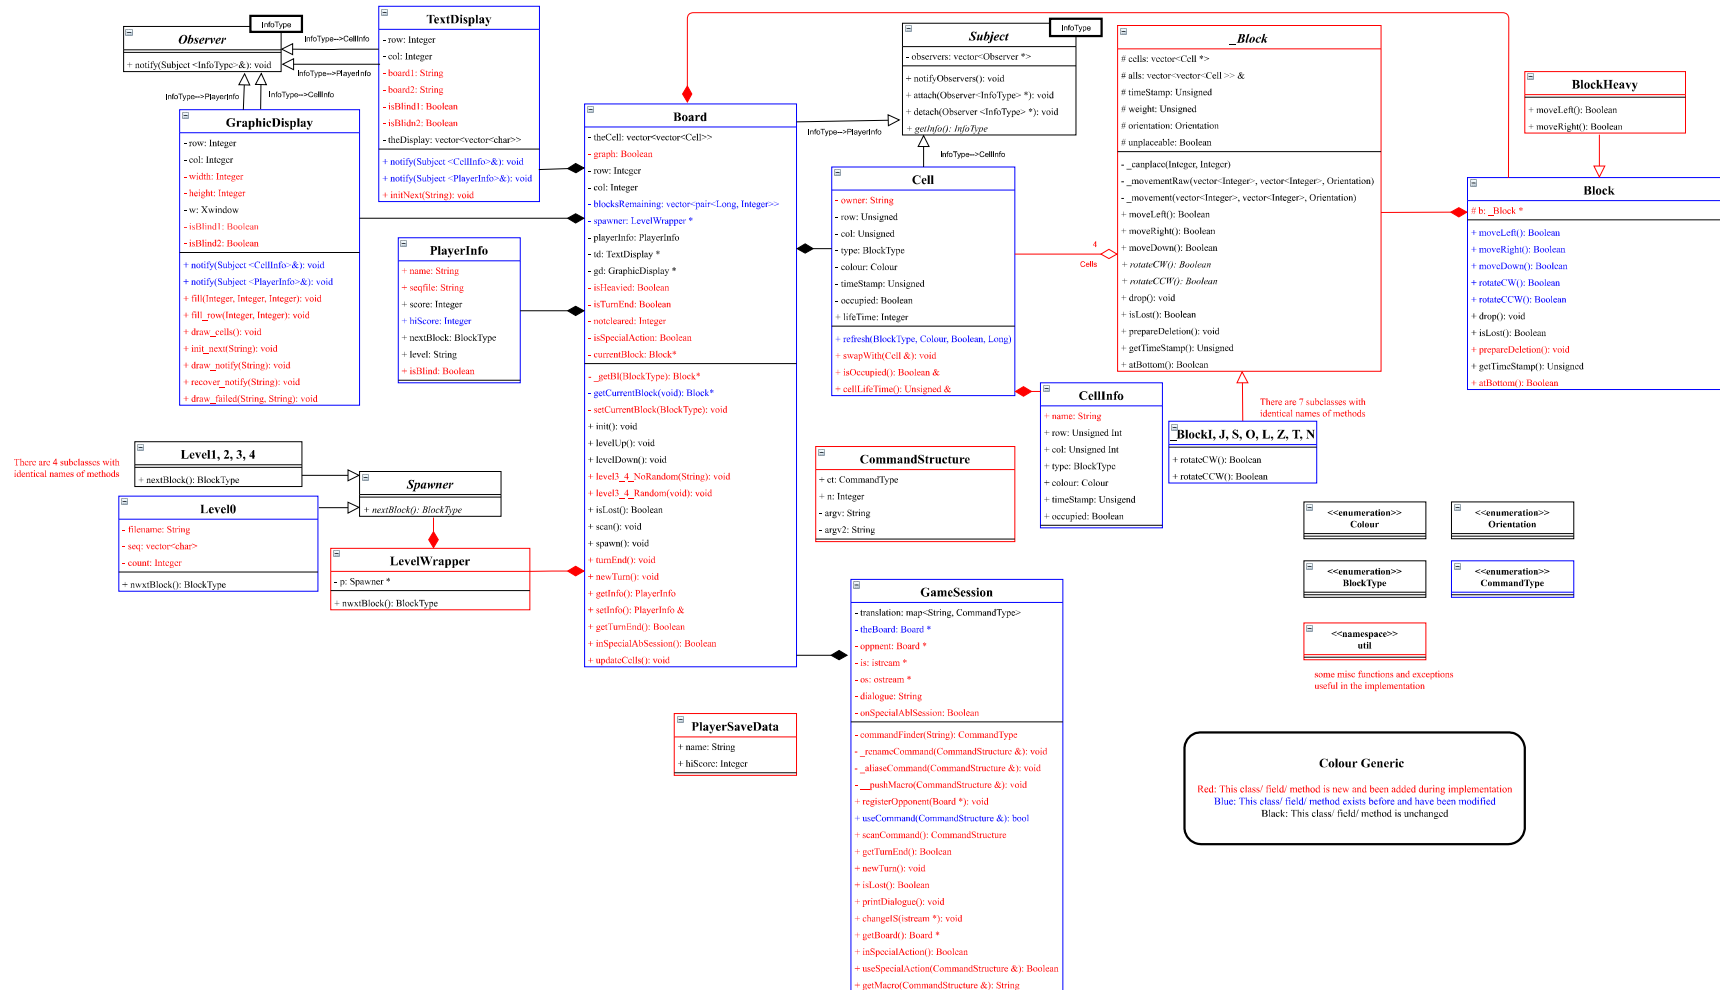 InfoType
Observer
+ notify(Subject <InfoType>&): void
InfoType-->CellInfo
InfoType-->PlayerInfo
InfoType-->PlayerInfo
InfoType-->CellInfo
TextDisplay
- row: Integer
- col: Integer
- board1: String
- board2: String
- isBlind1: Boolean
- isBlidn2: Boolean
- theDisplay: vector<vector<char>>
+ notify(Subject <CellInfo>&): void
+ notify(Subject <PlayerInfo>&): void
+ initNext(String): void
GraphicDisplay
- row: Integer
- col: Integer
- width: Integer
- height: Integer
- w: Xwindow
- isBlind1: Boolean
- isBlind2: Boolean
+ notify(Subject <CellInfo>&): void
+ notify(Subject <PlayerInfo>&): void
+ fill(Integer, Integer, Integer): void
+ fill_row(Integer, Integer): void
+ draw_cells(): void
+ init_next(String): void
+ draw_notify(String): void
+ recover_notify(String): void
+ draw_failed(String, String): void
PlayerInfo
+ name: String
+ seqfile: String
+ score: Integer
+ hiScore: Integer
+ nextBlock: BlockType
+ level: String
+ isBlind: Boolean
Board
- theCell: vector<vector<Cell>>
- graph: Boolean
- row: Integer
- col: Integer
- blocksRemaining: vector<pair<Long, Integer>>
- spawner: LevelWrapper *
- playerInfo: PlayerInfo
- td: TextDisplay *
- gd: GraphicDisplay *
- isHeavied: Boolean
- isTurnEnd: Boolean
- notcleared: Integer
- isSpecialAction: Boolean
- currentBlock: Block*
- _getBl(BlockType): Block*
- getCurrentBlock(void): Block*
- setCurrentBlock(BlockType): void
+ init(): void
+ levelUp(): void
+ levelDown(): void
+ level3_4_NoRandom(String): void
+ level3_4_Random(void): void
+ isLost(): Boolean
+ scan(): void
+ spawn(): void
+ turnEnd(): void
+ newTurn(): void
+ getInfo(): PlayerInfo
+ setInfo(): PlayerInfo &
+ getTurnEnd(): Boolean
+ inSpecialAbSession(): Boolean
+ updateCells(): void
InfoType-->PlayerInfo
InfoType
Subject
- observers: vector<Observer *>
+ notifyObservers(): void
+ attach(Observer<InfoType> *): void
+ detach(Observer <InfoType> *): void
+ getInfo(): InfoType
InfoType-->CellInfo
Cell
- owner: String
- row: Unsigned
- col: Unsigned
- type: BlockType
- colour: Colour
- timeStamp: Unsigned
- occupied: Boolean
+ lifeTime: Integer
+ refresh(BlockType, Colour, Boolean, Long)
+ swapWith(Cell &): void
+ isOccupied(): Boolean &
+ cellLifeTime(): Unsigned &
4
Cells
_Block
# cells: vector<Cell *>
# alls: vector<vector<Cell >> &
# timeStamp: Unsigned
# weight: Unsigned
# orientation: Orientation
# unplaceable: Boolean
- _canplace(Integer, Integer)
- _movementRaw(vector<Integer>, vector<Integer>, Orientation)
- _movement(vector<Integer>, vector<Integer>, Orientation)
+ moveLeft(): Boolean
+ moveRight(): Boolean
+ moveDown(): Boolean
+ rotateCW(): Boolean
+ rotateCCW(): Boolean
+ drop(): void
+ isLost(): Boolean
+ prepareDeletion(): void
+ getTimeStamp(): Unsigned
+ atBottom(): Boolean
BlockHeavy
+ moveLeft(): Boolean
+ moveRight(): Boolean
Block
# b: _Block *
+ moveLeft(): Boolean
+ moveRight(): Boolean
+ moveDown(): Boolean
+ rotateCW(): Boolean
+ rotateCCW(): Boolean
+ drop(): void
+ isLost(): Boolean
+ prepareDeletion(): void
+ getTimeStamp(): Unsigned
+ atBottom(): Boolean
CellInfo
+ name: String
+ row: Unsigned Int
+ col: Unsigned Int
+ type: BlockType
+ colour: Colour
+ timeStamp: Unsigend
+ occupied: Boolean
There are 7 subclasses with
identical names of methods
_BlockI, J, S, O, L, Z, T, N
+ rotateCW(): Boolean
+ rotateCCW(): Boolean
There are 4 subclasses with
identical names of methods
Level1, 2, 3, 4
+ nextBlock(): BlockType
Spawner
+ nextBlock(): BlockType
Level0
- filename: String
- seq: vector<char>
- count: Integer
+ nwxtBlock(): BlockType
LevelWrapper
- p: Spawner *
+ nwxtBlock(): BlockType
CommandStructure
+ ct: CommandType
+ n: Integer
- argv: String
- argv2: String
GameSession
- translation: map<String, CommandType>
- theBoard: Board *
- oppnent: Board *
- is: istream *
- os: ostream *
- dialogue: String
- onSpecialAblSession: Boolean
- commandFinder(String): CommandType
- _renameCommand(CommandStructure &): void
- _aliaseCommand(CommandStructure &): void
- __pushMacro(CommandStructure &): void
+ registerOpponent(Board *): void
+ useCommand(CommandStructure &): bool
+ scanCommand(): CommandStructure
+ getTurnEnd(): Boolean
+ newTurn(): void
+ isLost(): Boolean
+ printDialogue(): void
+ changeIS(istream *): void
+ getBoard(): Board *
+ inSpecialAction(): Boolean
+ useSpecialAction(CommandStructure &): Boolean
+ getMacro(CommandStructure &): String
PlayerSaveData
+ name: String
+ hiScore: Integer
<<enumeration>>
Colour
<<enumeration>>
Orientation
<<enumeration>>
BlockType
<<enumeration>>
CommandType
<<namespace>>
util
some misc functions and exceptions
useful in the implementation
Colour Generic
Red: This class/ field/ method is new and been added during implementation
Blue: This class/ field/ method exists before and have been modified
Black: This class/ field/ method is unchanged